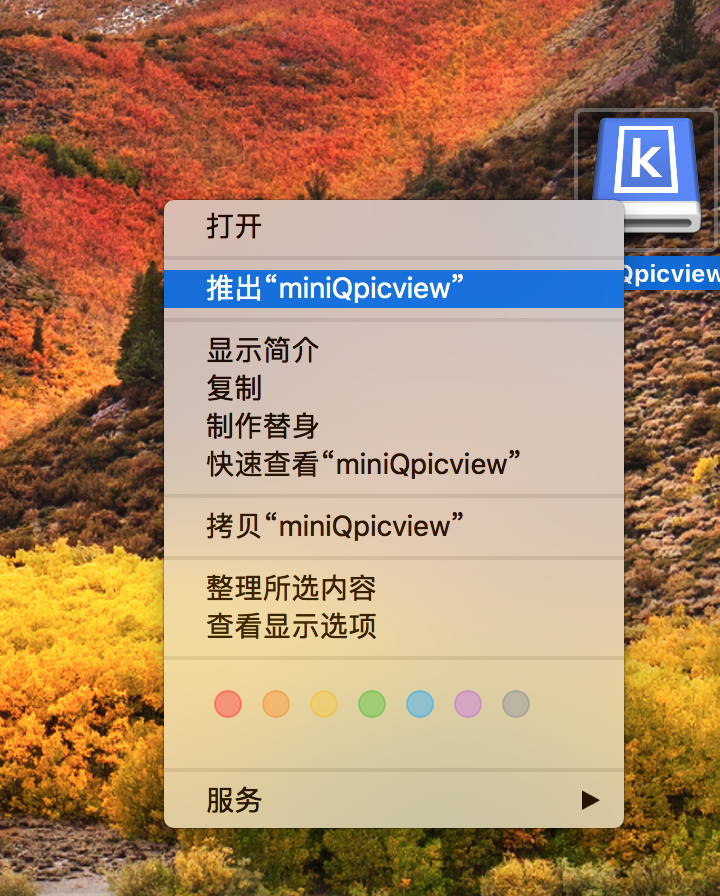 k
Qpicview
打开
推出“miniQpicview”
显示简介
复制
制作替身
快速查看“miniQpicview”
拷贝“miniQpicview”
整理所选内容
查看显示选项
服务